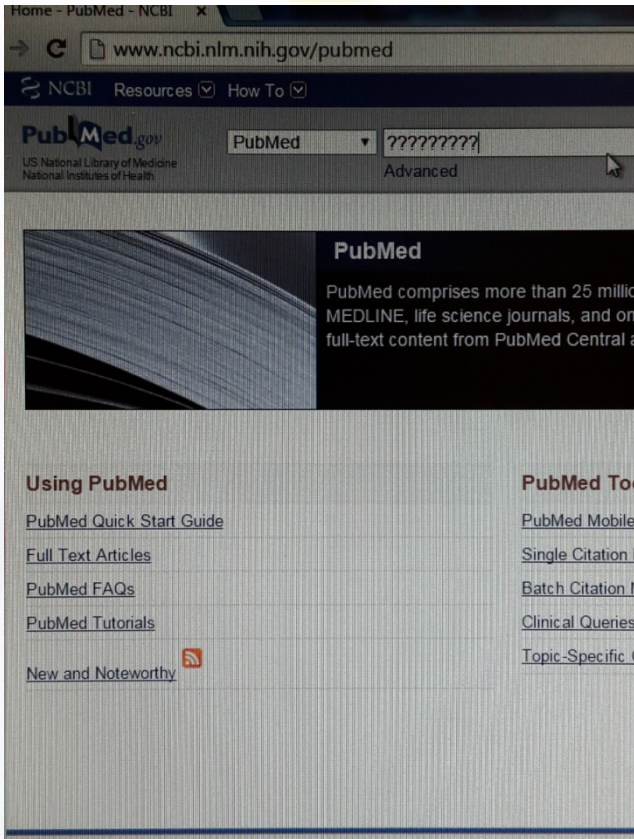 Home - PubMed - NCBI ×
www.ncbi.nlm.nih.gov/pubmed
NCBI Resources How To
PubMed.gov
US National Library of Medicine
National Institutes of Health
PubMed
?????????
Advanced
PubMed
PubMed comprises more than 25 millio
MEDLINE, life science journals, and on
full-text content from PubMed Central a
Using PubMed
PubMed Quick Start Guide
Full Text Articles
PubMed FAQs
PubMed Tutorials
New and Noteworthy
PubMed Too
PubMed Mobile
Single Citation
Batch Citation M
Clinical Queries
Topic-Specific